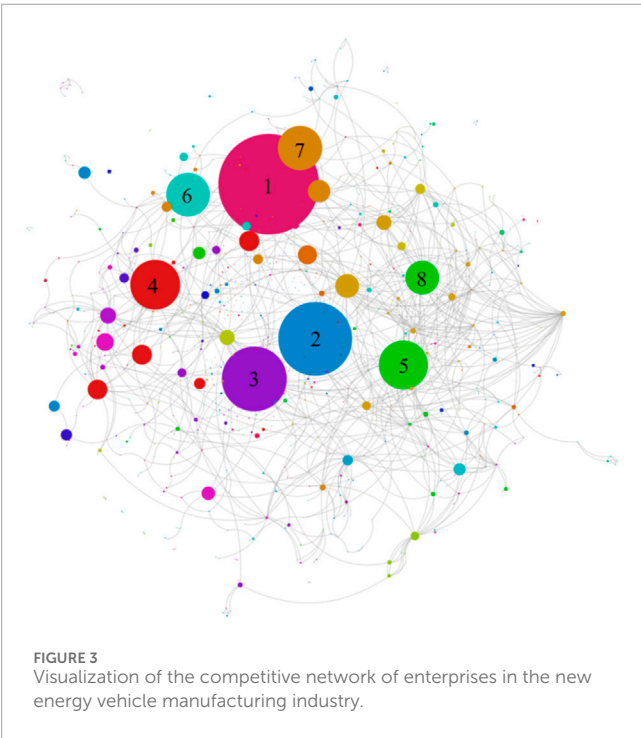 7
1
6
8
4
2
5
3
FIGURE 3
Visualization of the competitive network of enterprises in the new
energy vehicle manufacturing industry.